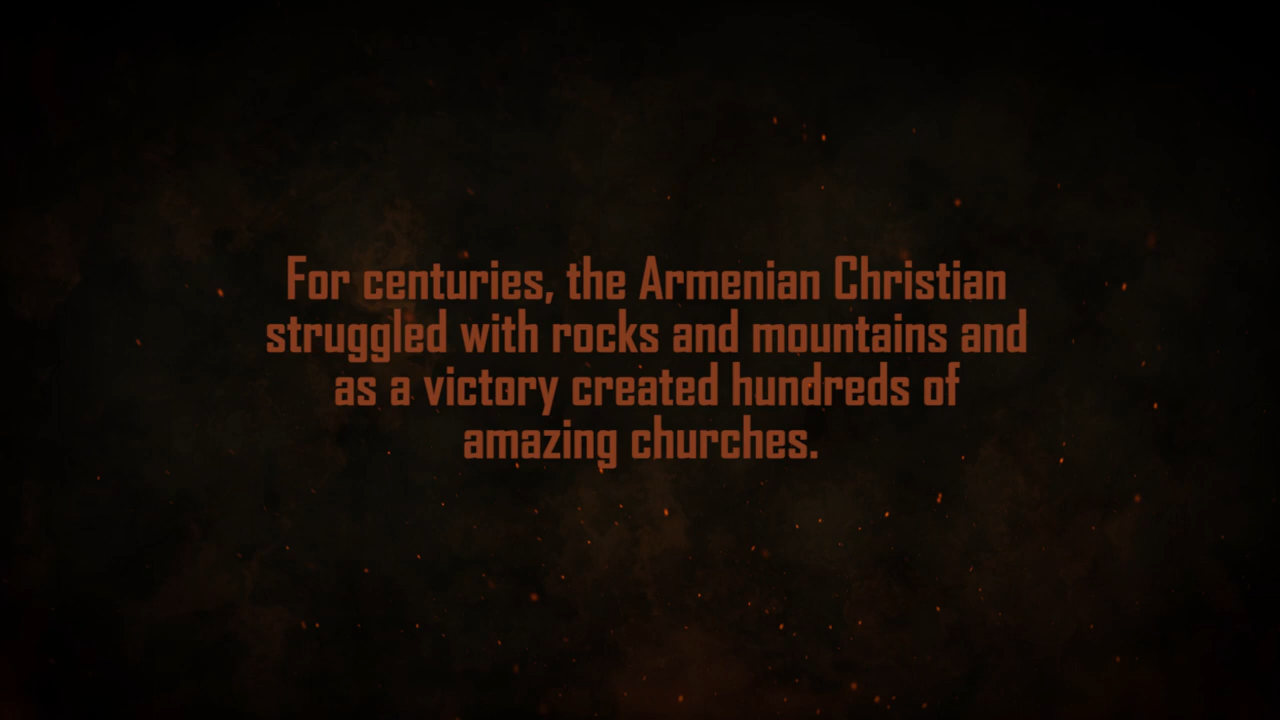 For centuries, the Armenian Christian
struggled with rocks and mountains and
as a victory created hundreds of
amazing churches.